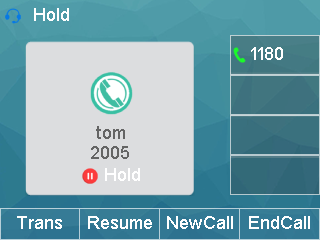 Hold
1180
tom
2005
Hold
Trans Resume NewCall EndCall